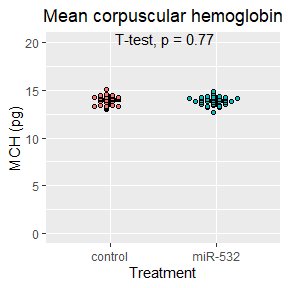 Mean corpuscular hemoglobin
T-test, p = 0.77
20
15
10
5
0
MCH (pg)
control
miR-532
Treatment